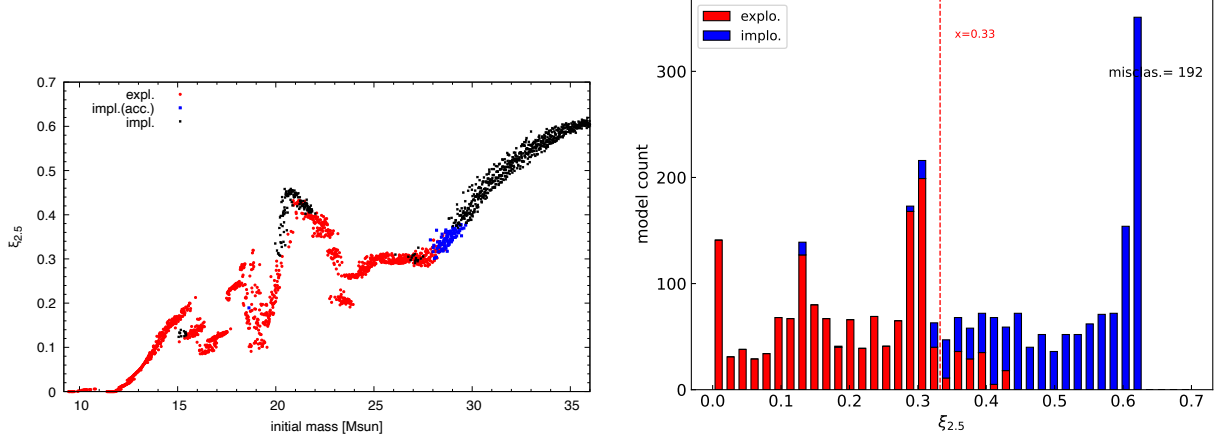 0.7
0.6
0.5
0.4
0.3
0.2
0.1
0
ξ2.5
expl.
impl.(acc.)
impl.
10 15 20 25 30 35
initial mass [Msun]
explo.
implo.
x=0.33
misclas.= 192
300
200
100
0
model count
0.0 0.1 0.2 0.3 0.4 0.5 0.6 0.7
ξ2.5